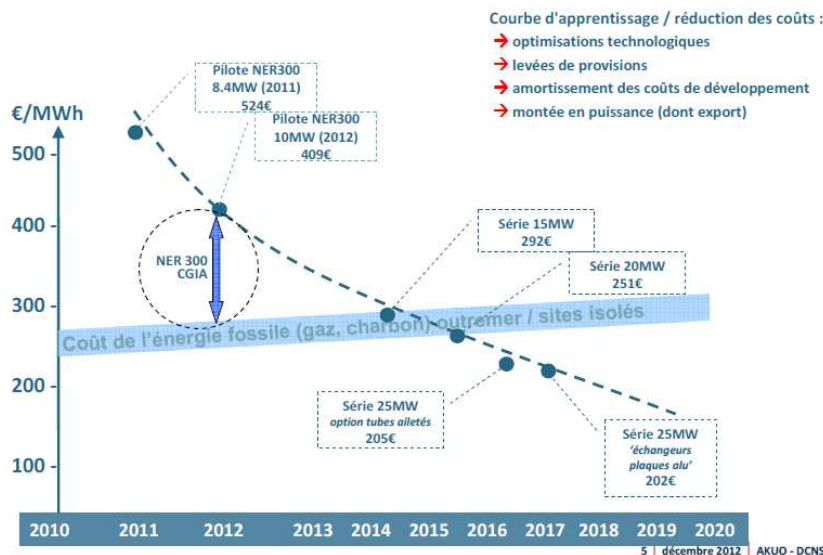 Courbe d'apprentissage / réduction des coûts :
→ optimisations technologiques
→ levées de provisions
→ amortissement des coûts de développement
→ montée en puissance (dont export)
Pilote NER300
8.4MW (2011)
524€
€/MWh
Pilote NER300
10MW (2012)
409€
500
400
300
200
100
NER 300
CGIA
Série 15MW
292€
Série 20MW
251€
Coût de l'énergie fossile (gaz, charbon) outremer / sites isolés
Série 25MW
option tubes ailetés
205€
Série 25MW
'échangeurs
plaques alu'
202€
2010 2011 2012 2013 2014 2015 2016 2017 2018 2019 2020
5 | décembre 2012 | AKUO - DCNS